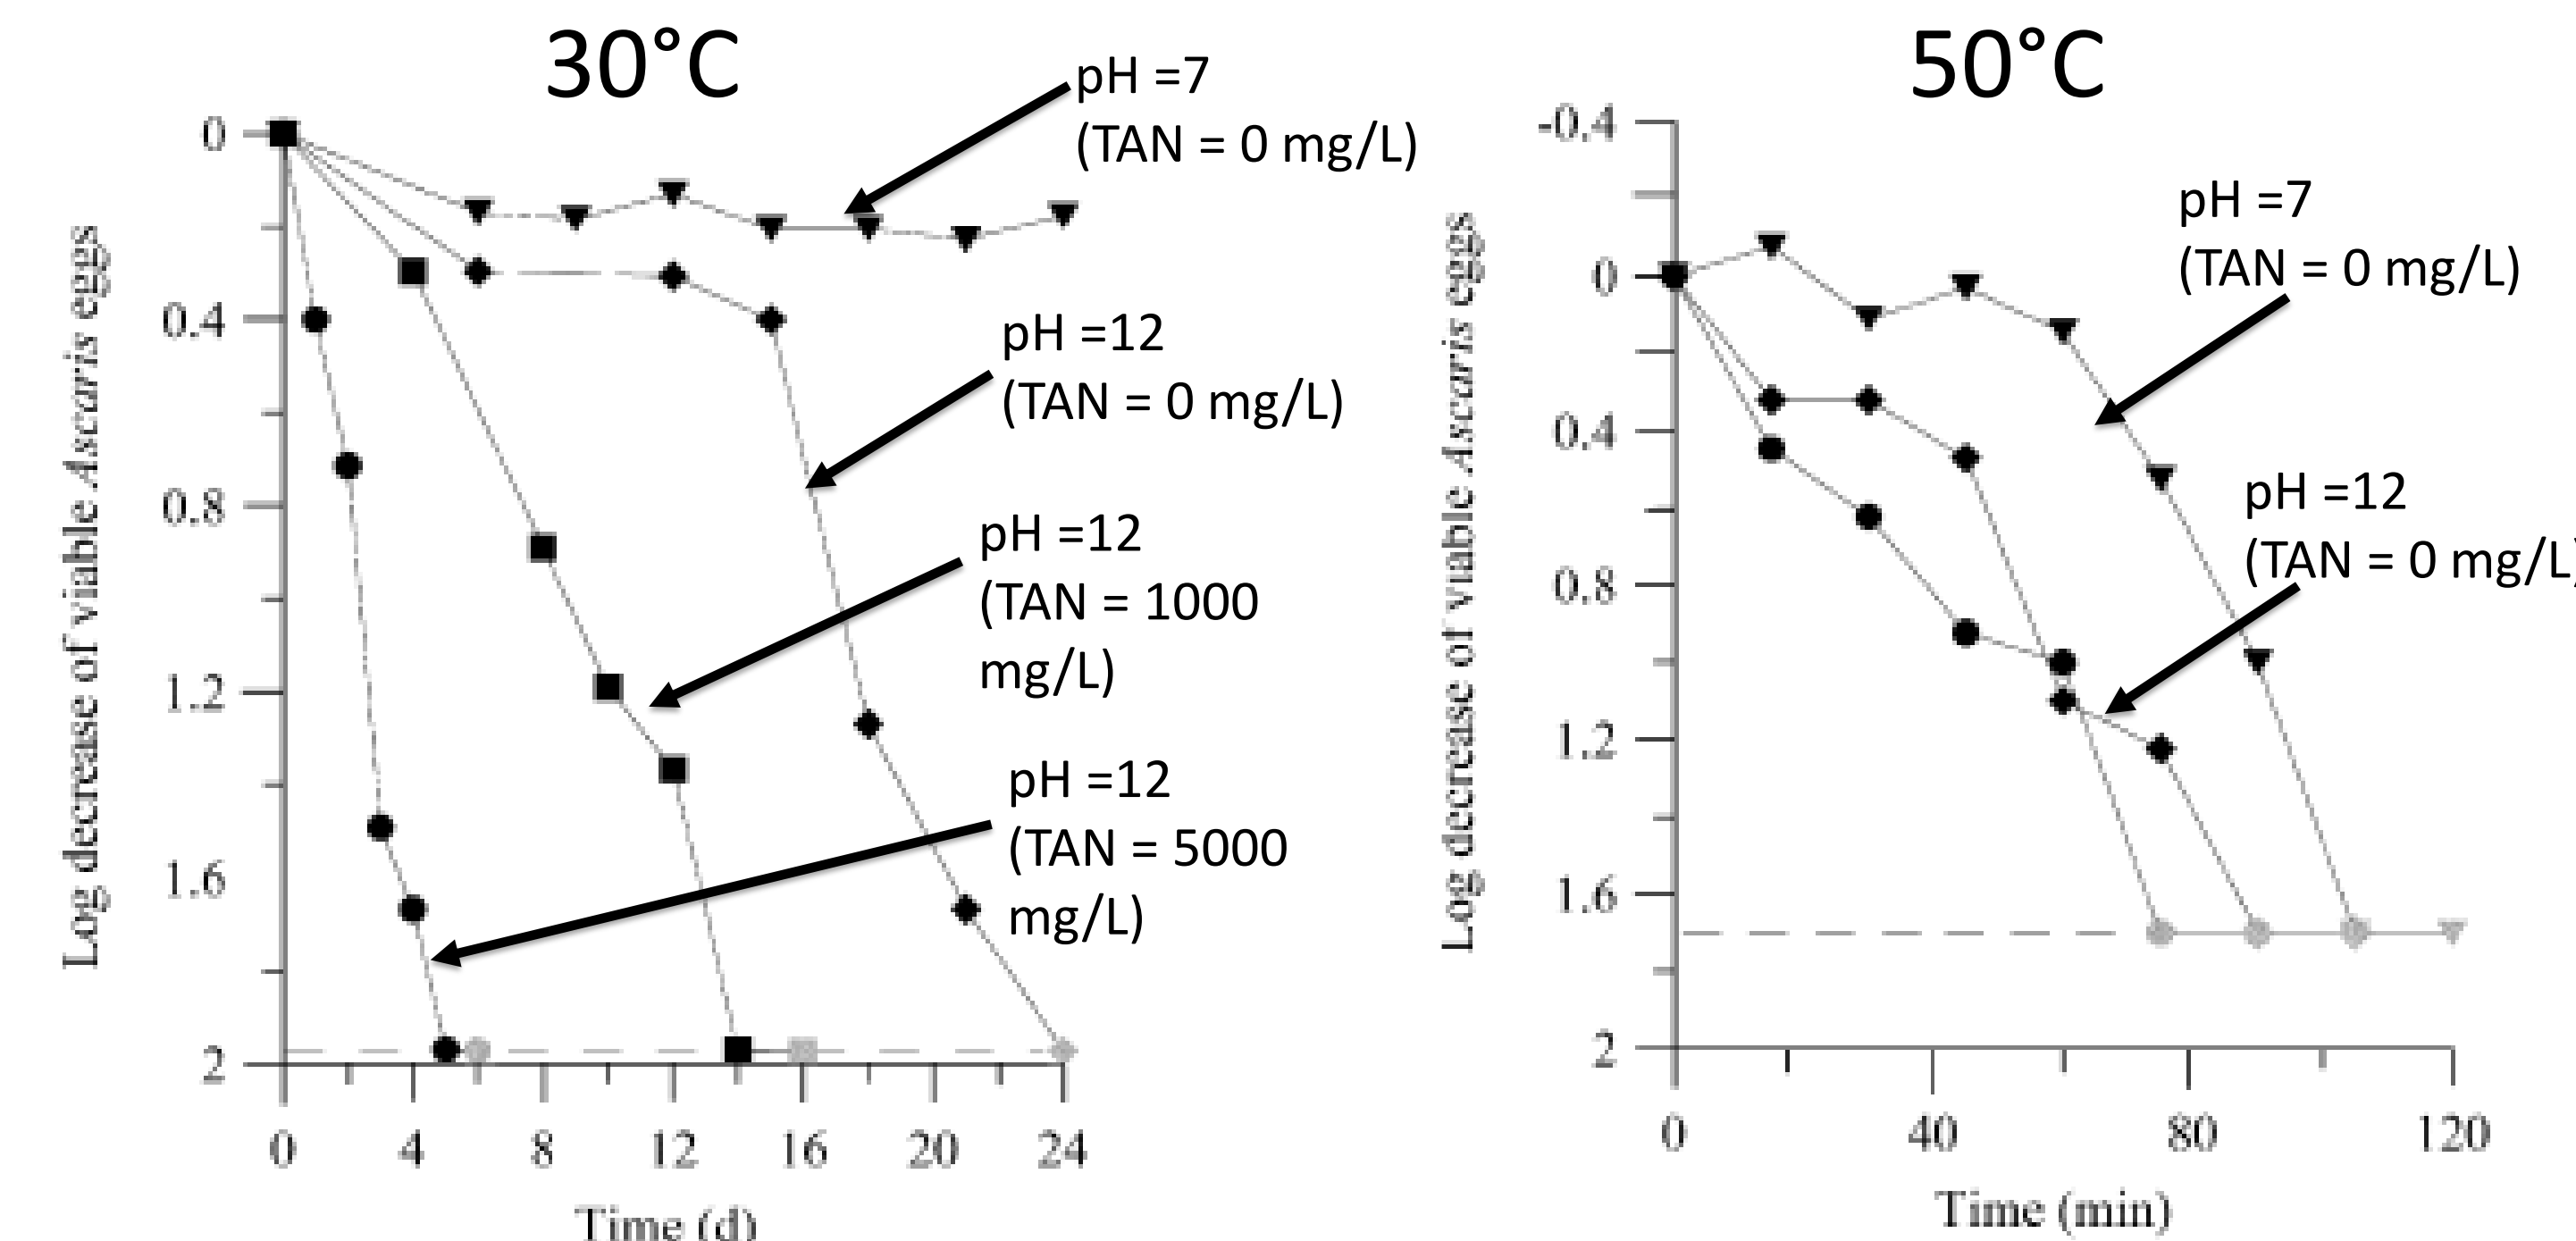 30°C
pH =7
(TAN = 0 mg/L)
pH =12
(TAN = 0 mg/L)
pH =12
(TAN = 1000
mg/L)
pH =12
(TAN = 5000
mg/L)
Log decrease of viable Ascaris eggs
0
0.4
0.8
1.2
1.6
2
0 4 8 12 16 20 24
Time (d)
50°C
pH =7
(TAN = 0 mg/L)
pH =12
(TAN = 0 mg/L)
Log decrease of viable Ascaris eggs
-0.4
0
0.4
0.8
1.2
1.6
2
0 40 80 120
Time (min)